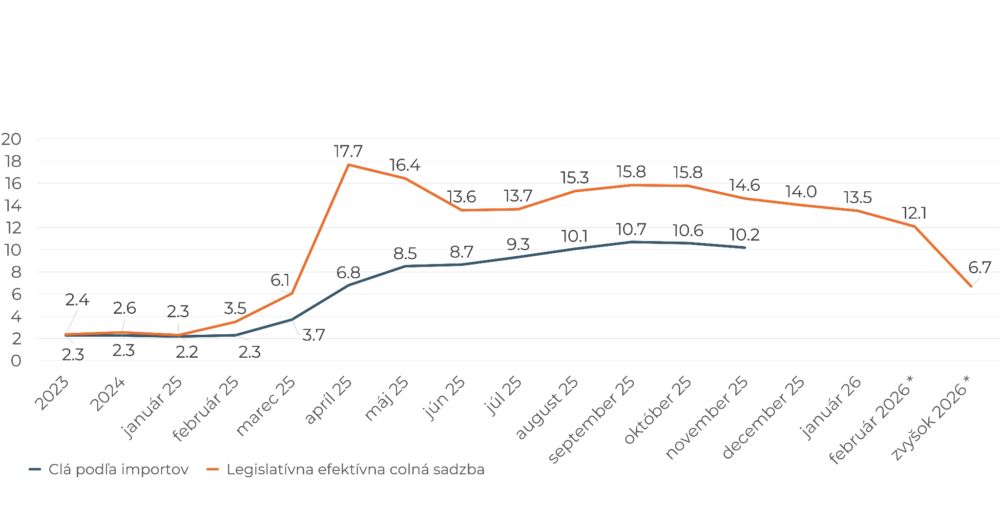 20
18
16
14
12
10
8
6
4
2
0
2.4
2.6
2.3
3.5
6.1
17.7
16.4
13.6
13.7
15.3
15.8
15.8
14.6
14.0
13.5
12.1
6.7
2.3
2.3
2.2
2.3
3.7
6.8
8.5
8.7
9.3
10.1
10.7
10.6
10.2
2023
2024
január 25
február 25
marec 25
apríl 25
máj 25
jún 25
júl 25
august 25
september 25
október 25
november 25
december 25
január 26
február 2026*
zvyšok 2026*
Clá podľa importov
Legislatívna efektívna colná sadzba